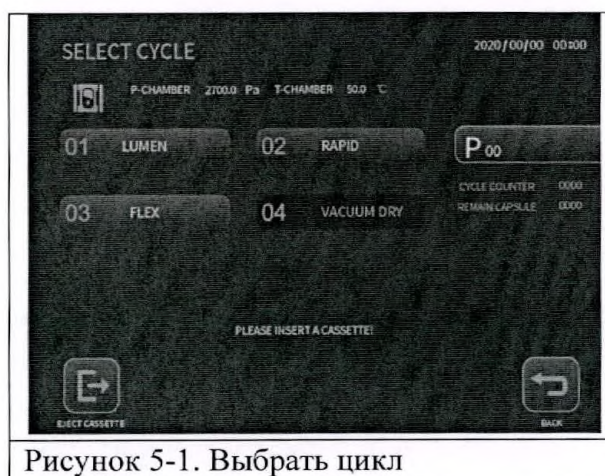 SELECT CYCLE
2020/00/00 00:00
P-CHAMBER 2700.0 Pa T-CHAMBER 50.0 °C
01 LUMEN
02 RAPID
P 00
CYCLE COUNTER 0000
REMAIN CAPSULE 0000
03 FLEX
04 VACUUM DRY
PLEASE INSERT A CASSETTE!
EJECT CASSETTE
BACK
Рисунок 5-1. Выбрать цикл